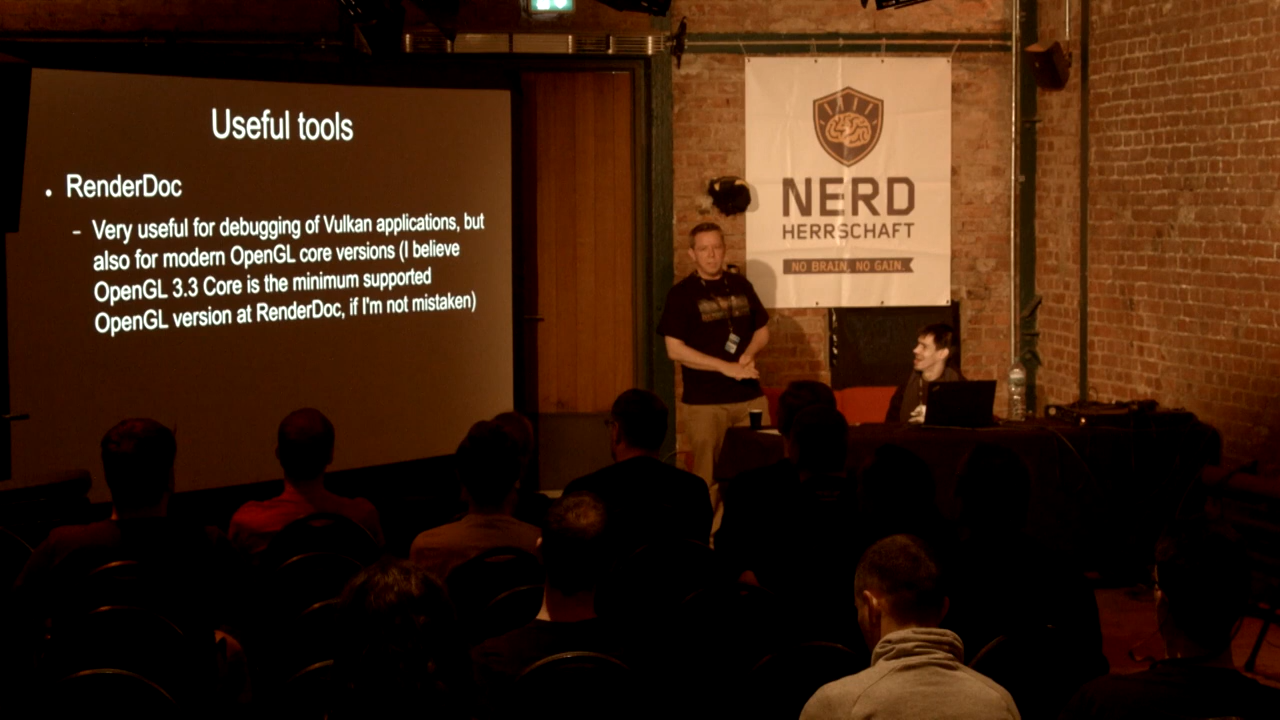 Useful tools
• RenderDoc
– Very useful for debugging of Vulkan applications, but
also for modern OpenGL core versions (I believe
OpenGL 3.3 Core is the minimum supported
OpenGL version at RenderDoc, if I'm not mistaken)
NERD
HERRSCHAFT
NO BRAIN, NO GAIN.